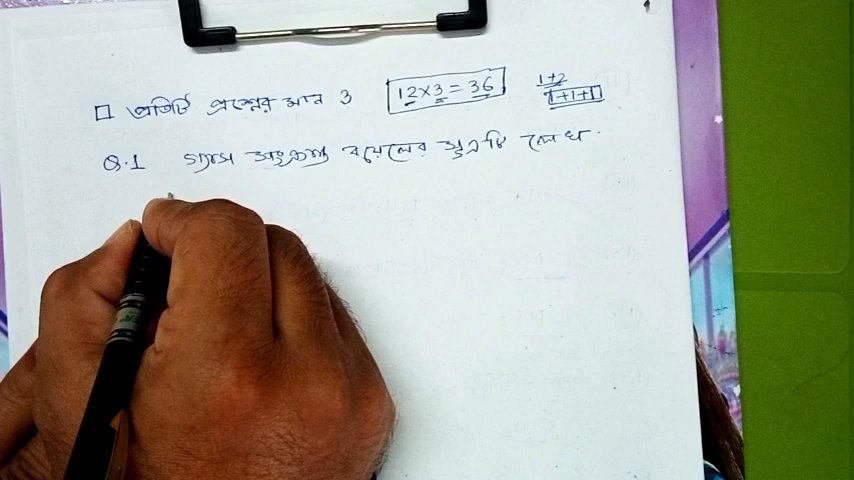 □ প্রতিটি প্রশ্নের মান 3 12×3=36 1+2
1+1+1
Q.1 গ্যাস সংক্রান্ত বয়েলের সূত্রটি লেখ.